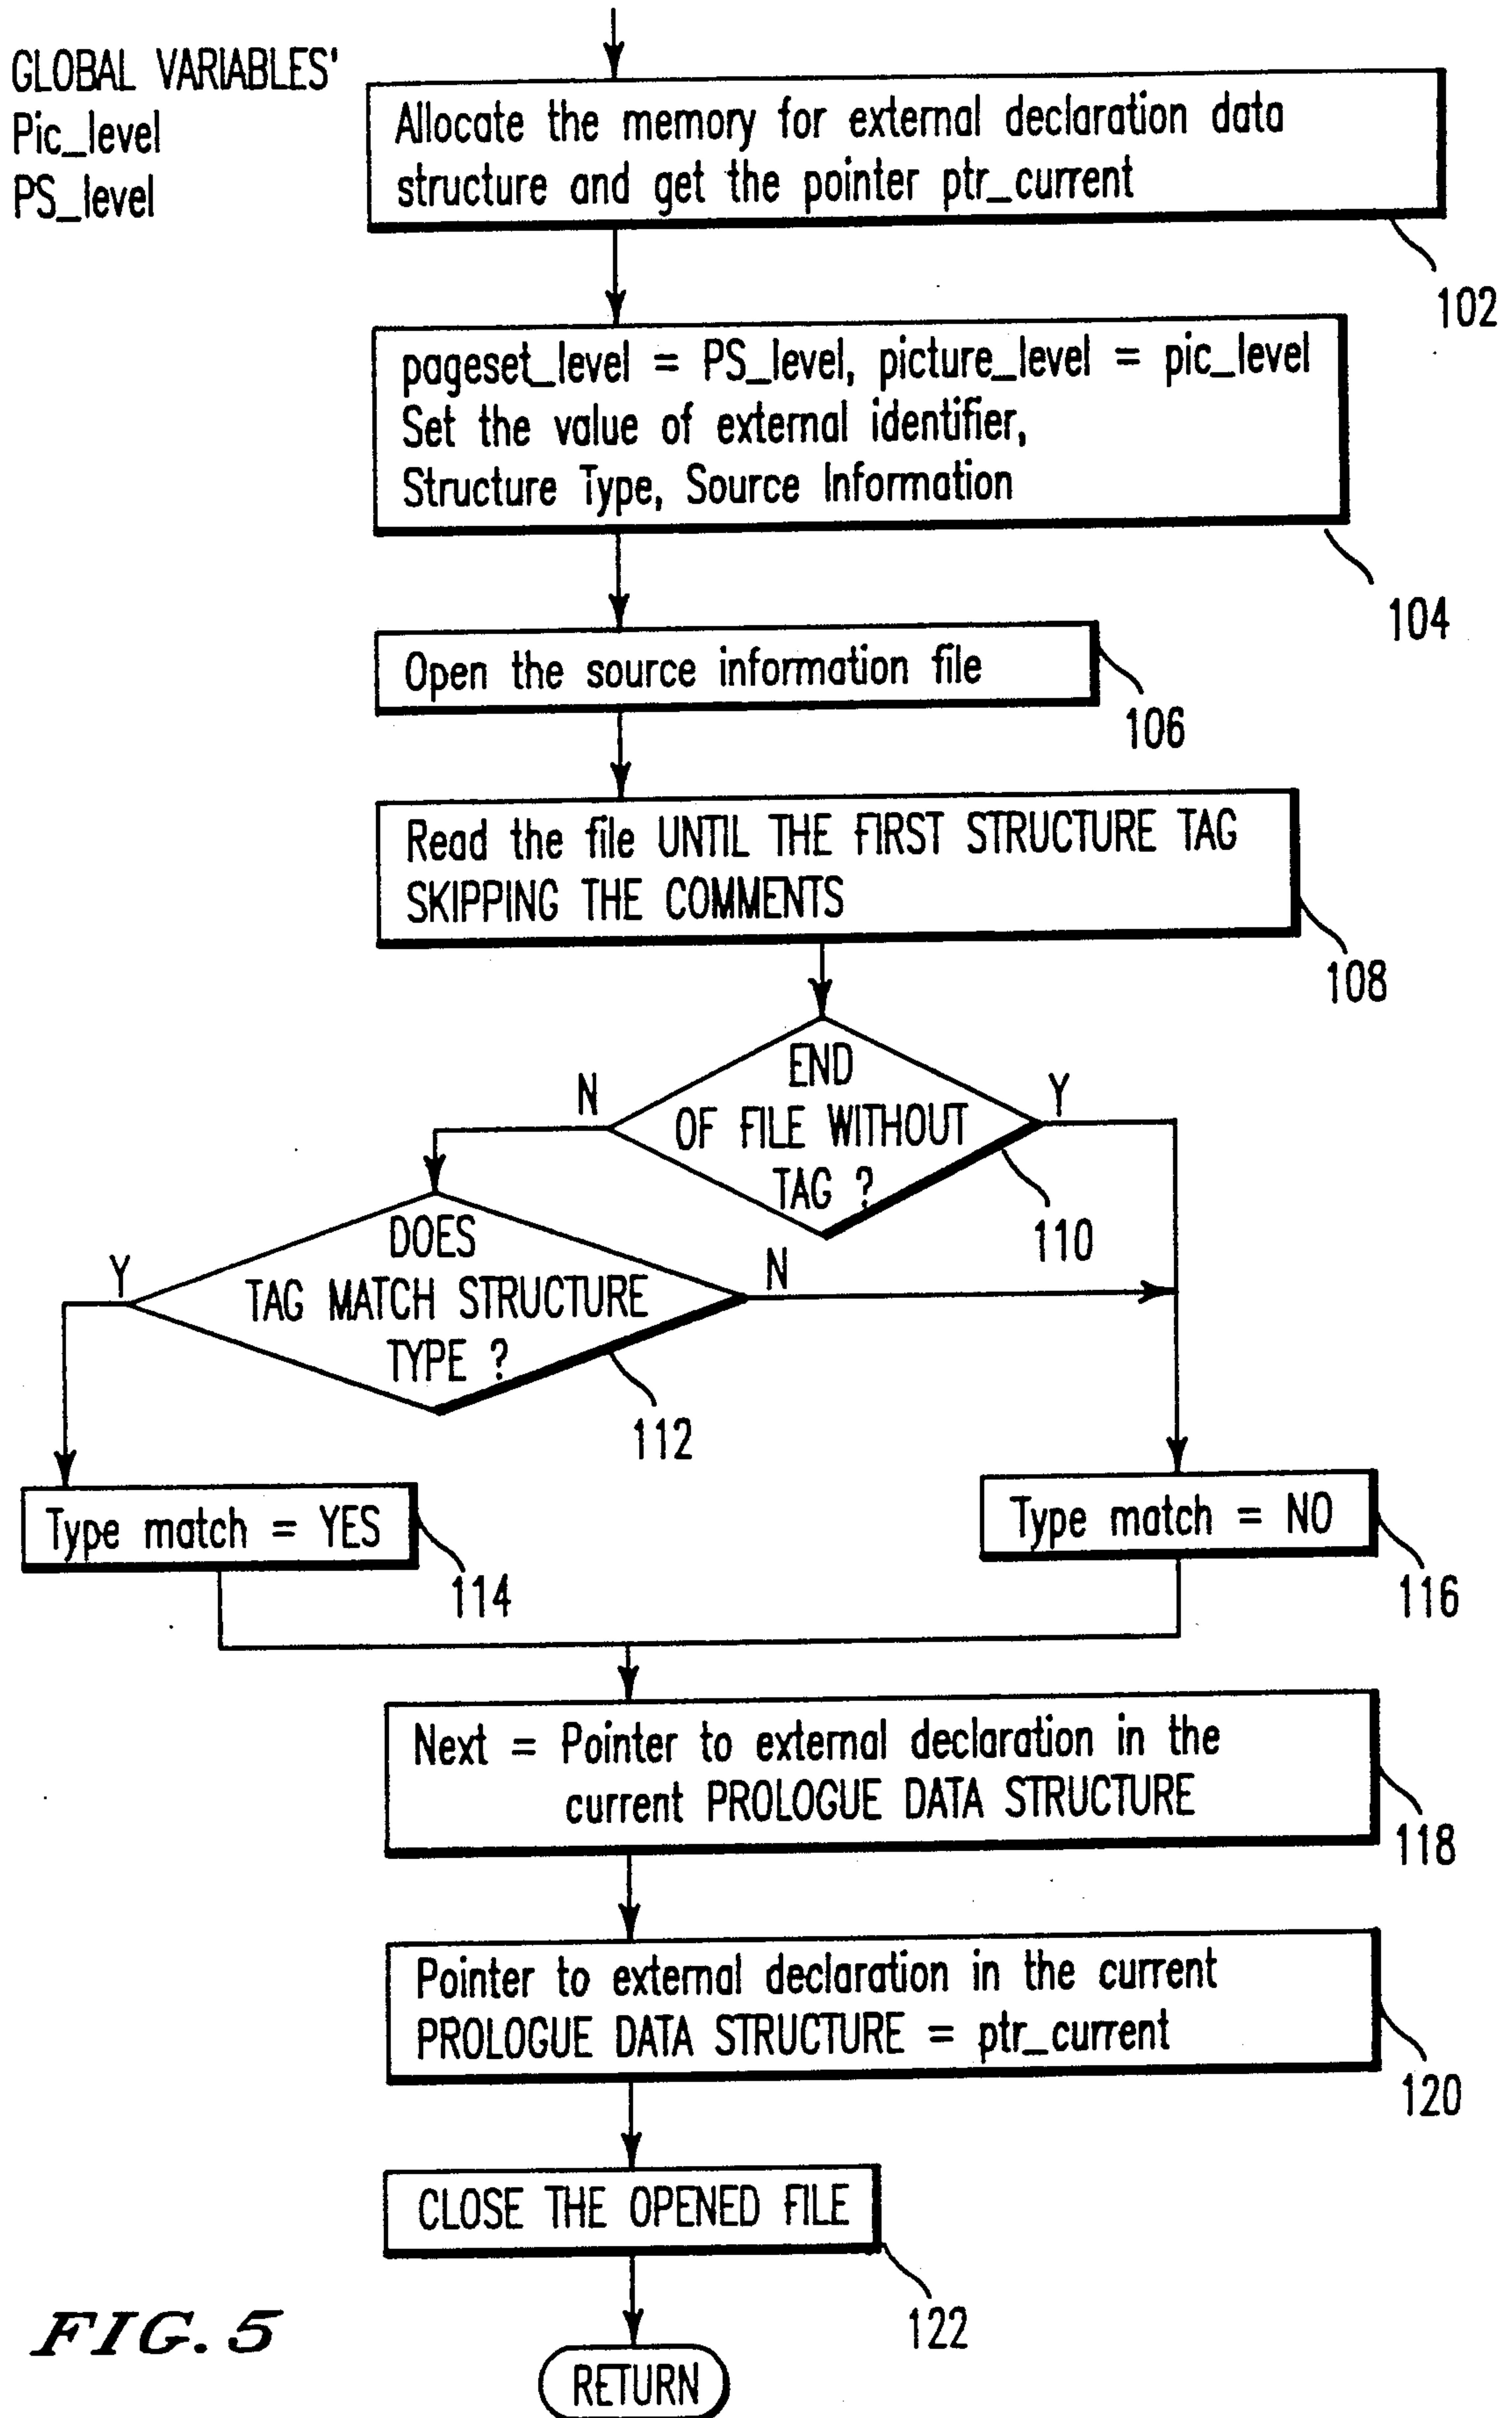 GLOBAL VARIABLES'
Pic_level
PS_level
Allocate the memory for external declaration data
structure and get the pointer ptr_current
102
pageset_level = PS_level, picture_level = pic_level
Set the value of external identifier,
Structure Type, Source Information
104
Open the source information file
106
Read the file UNTIL THE FIRST STRUCTURE TAG
SKIPPING THE COMMENTS
108
END
OF FILE WITHOUT
TAG ?
N
Y
110
DOES
TAG MATCH STRUCTURE
TYPE ?
Y
N
112
Type match = YES
114
Type match = NO
116
Next = Pointer to external declaration in the
current PROLOGUE DATA STRUCTURE
118
Pointer to external declaration in the current
PROLOGUE DATA STRUCTURE = ptr_current
120
CLOSE THE OPENED FILE
122
RETURN
FIG. 5